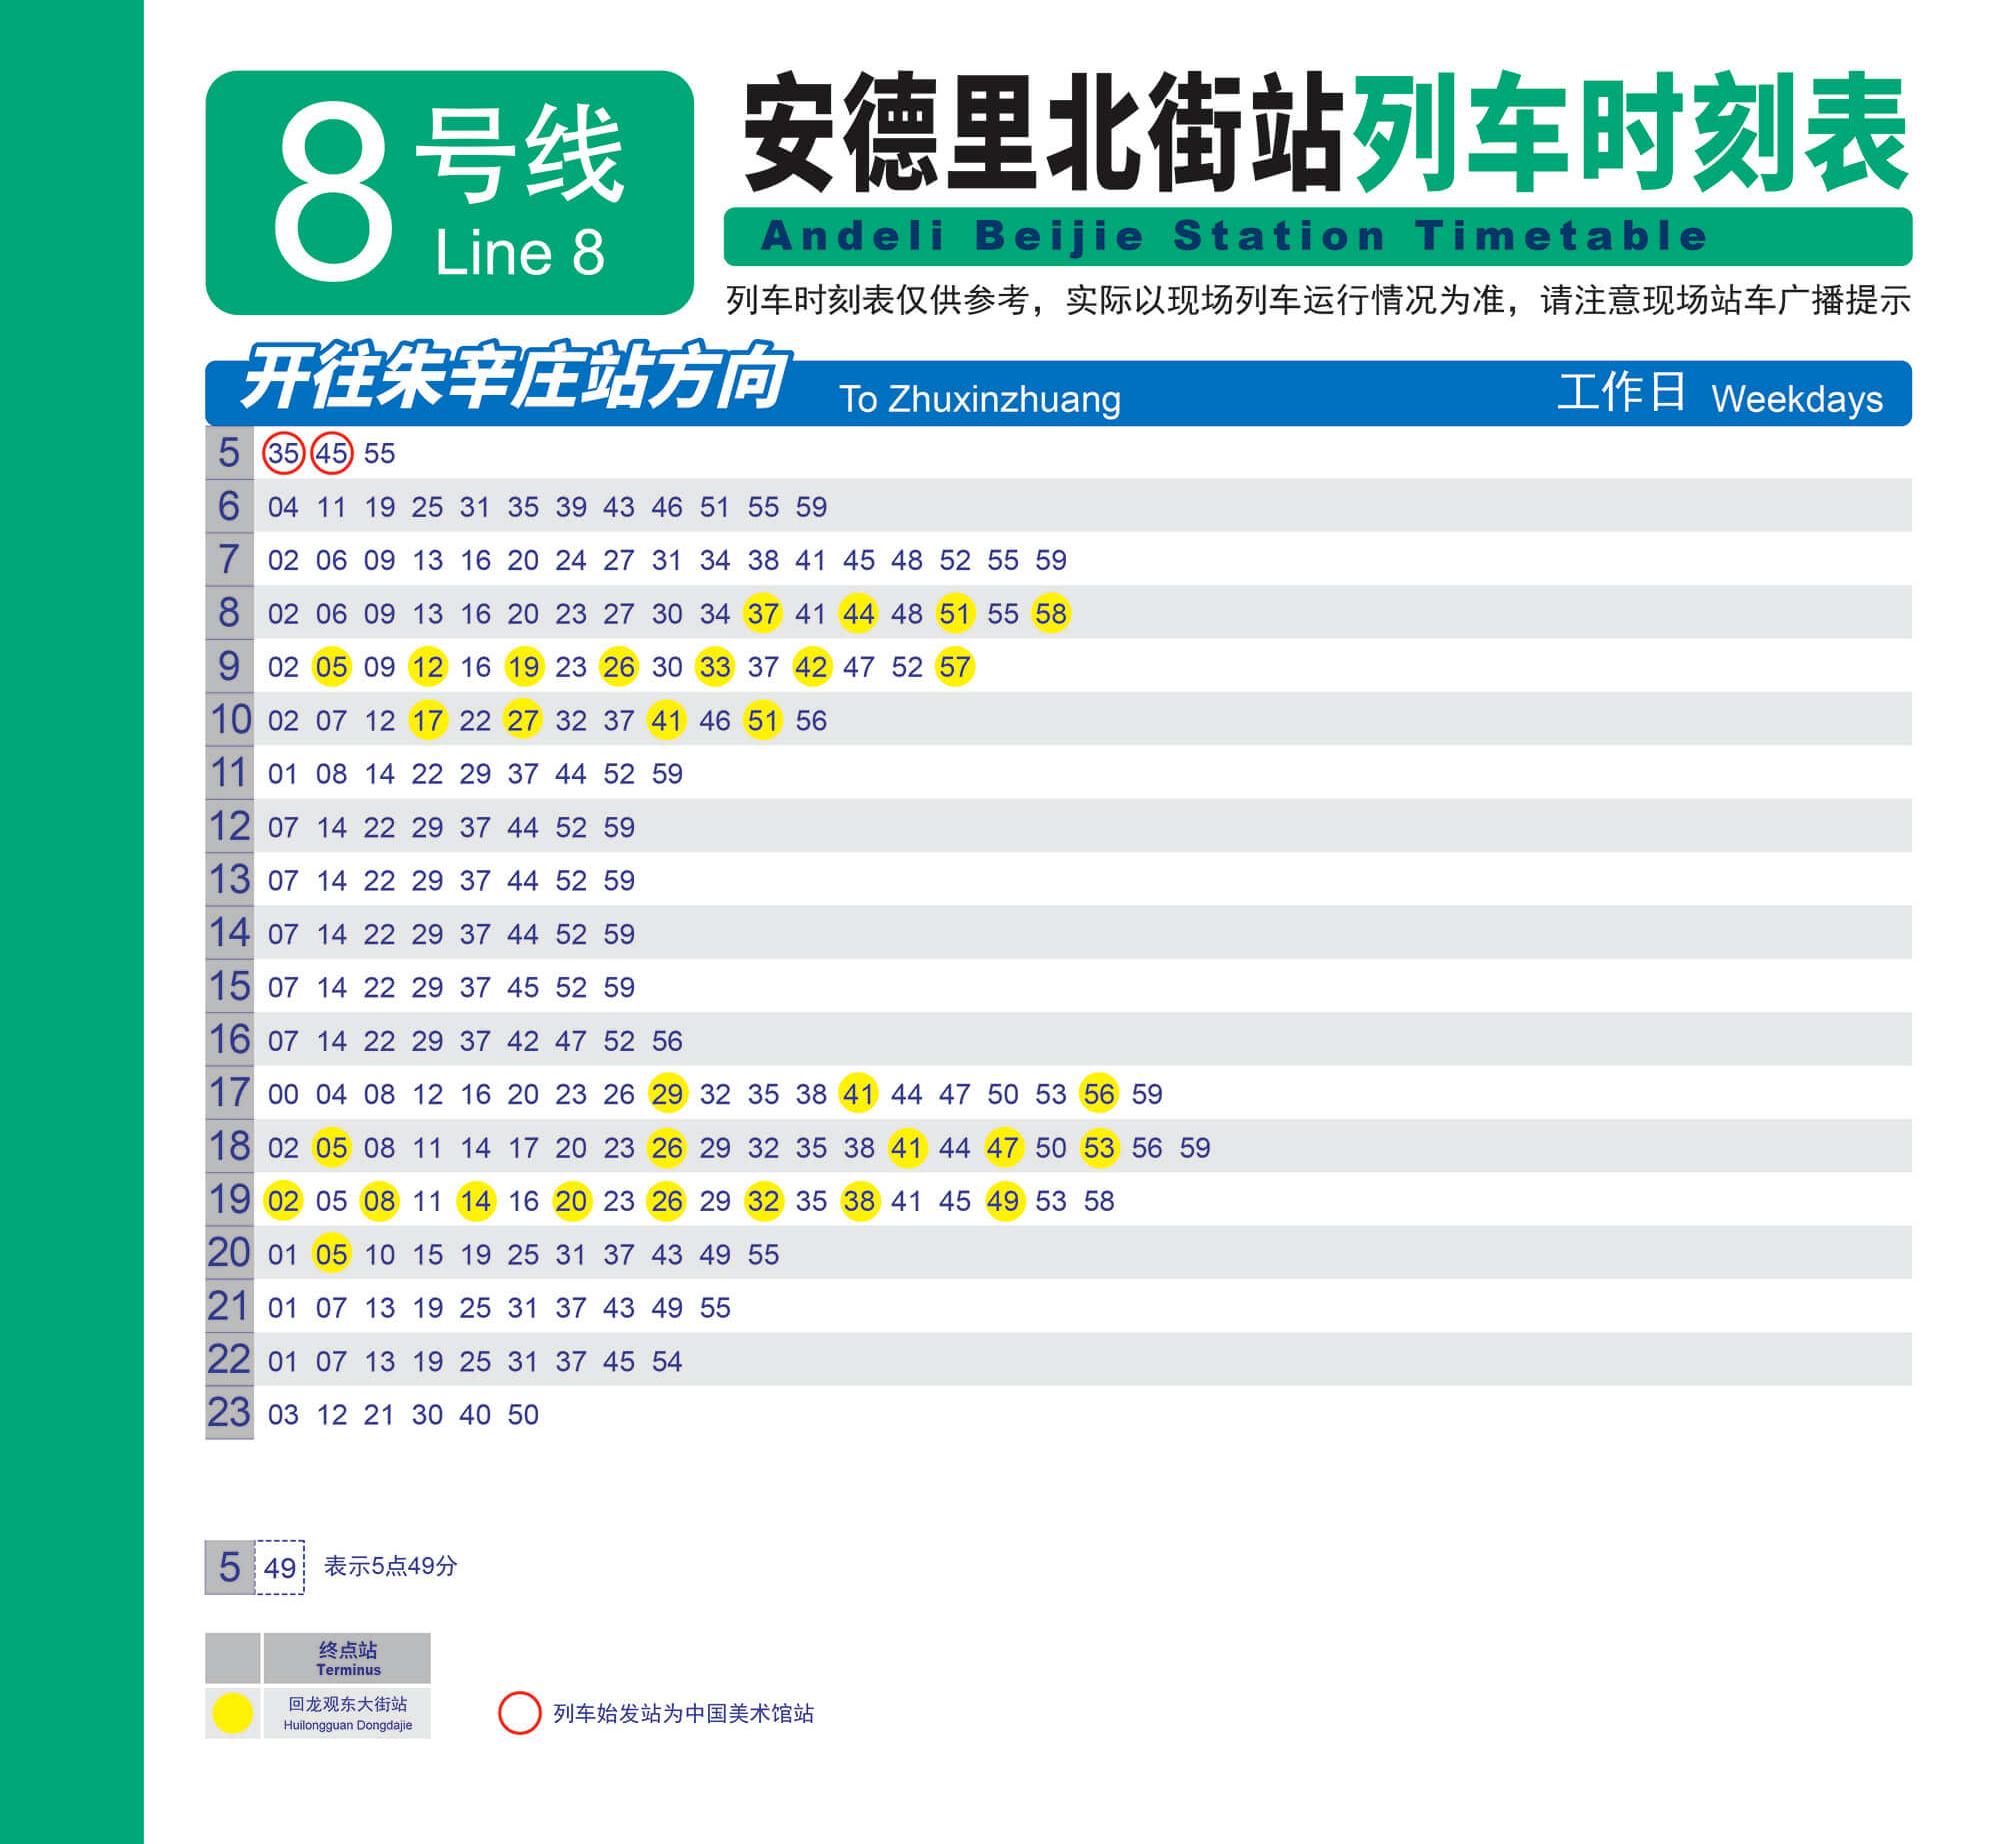 8号线
Line 8
安德里北街站列车时刻表
Andeli Beijie Station Timetable
列车时刻表仅供参考，实际以现场列车运行情况为准，请注意现场站车广播提示
开往朱辛庄站方向 To Zhuxinzhuang 工作日 Weekdays
5 35 45 55
6 04 11 19 25 31 35 39 43 46 51 55 59
7 02 06 09 13 16 20 24 27 31 34 38 41 45 48 52 55 59
8 02 06 09 13 16 20 23 27 30 34 37 41 44 48 51 55 58
9 02 05 09 12 16 19 23 26 30 33 37 42 47 52 57
10 02 07 12 17 22 27 32 37 41 46 51 56
11 01 08 14 22 29 37 44 52 59
12 07 14 22 29 37 44 52 59
13 07 14 22 29 37 44 52 59
14 07 14 22 29 37 44 52 59
15 07 14 22 29 37 45 52 59
16 07 14 22 29 37 42 47 52 56
17 00 04 08 12 16 20 23 26 29 32 35 38 41 44 47 50 53 56 59
18 02 05 08 11 14 17 20 23 26 29 32 35 38 41 44 47 50 53 56 59
19 02 05 08 11 14 16 20 23 26 29 32 35 38 41 45 49 53 58
20 01 05 10 15 19 25 31 37 43 49 55
21 01 07 13 19 25 31 37 43 49 55
22 01 07 13 19 25 31 37 45 54
23 03 12 21 30 40 50
5 49 表示5点49分
终点站
Terminus
回龙观东大街站
Huilongguan Dongdajie
列车始发站为中国美术馆站